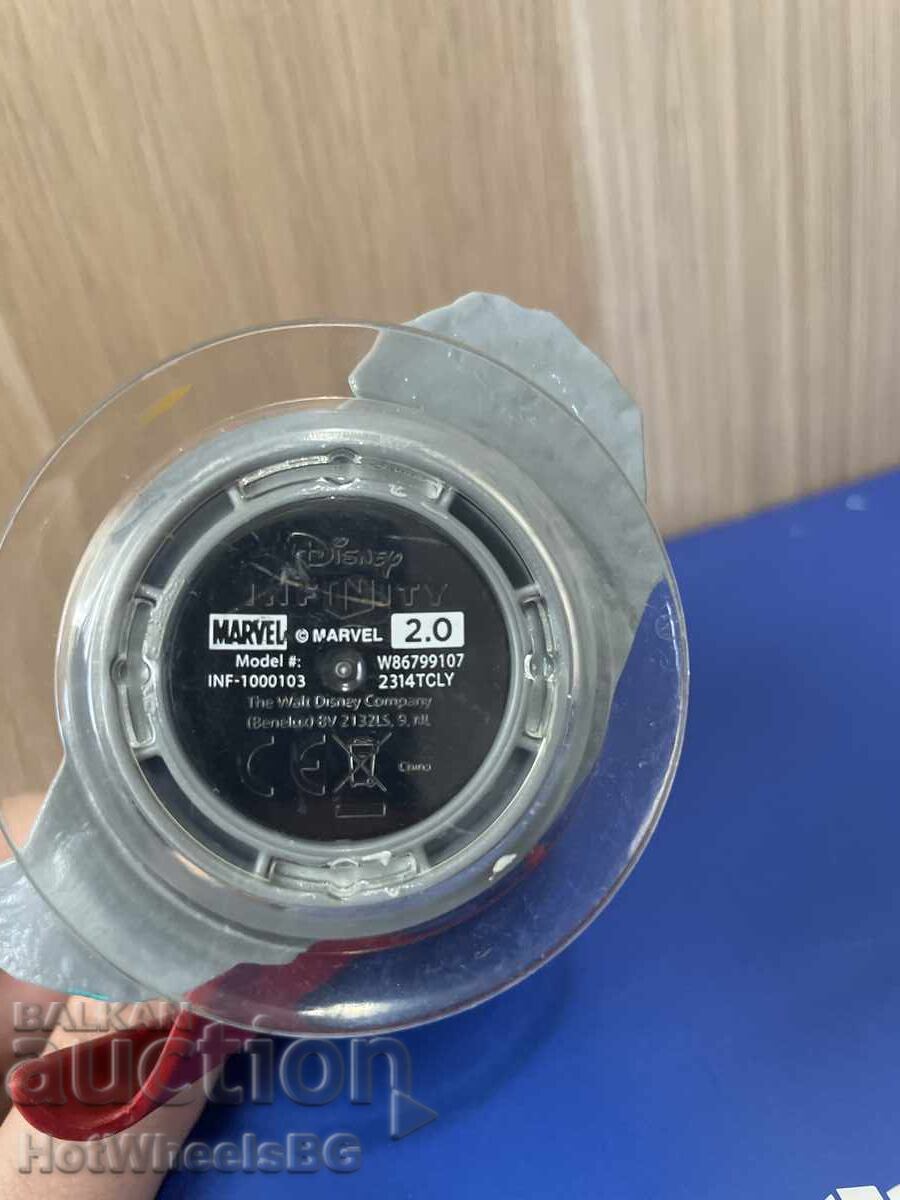 Disney
INFINITY
MARVEL © MARVEL 2.0
Model #: W86799107
INF-1000103 2314TCLY
The Walt Disney Company
(Benelux) BV 2132LS, 9, NL
CE
China
BALKAN
auction
HotWheelsBG